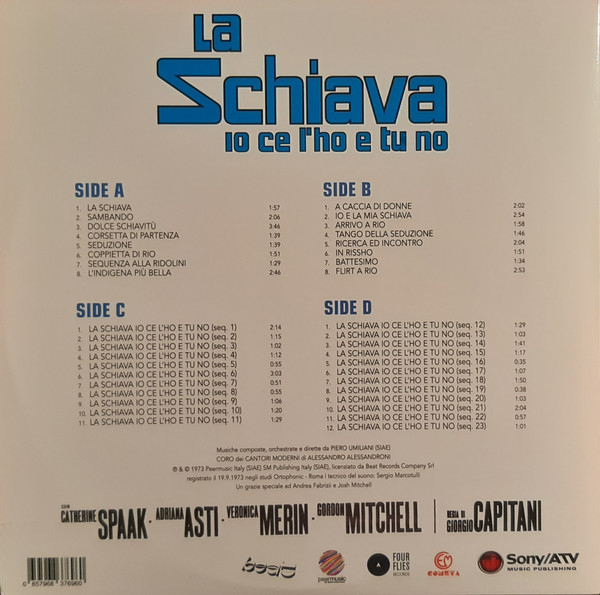 La
Schiava
io ce l'ho e tu no
SIDE A
1. LA SCHIAVA 1:57
2. SAMBANDO 2:06
3. DOLCE SCHIAVITÙ 3:46
4. CORSETTA DI PARTENZA 1:39
5. SEDUZIONE 1:39
6. COPPIETTA DI RIO 1:51
7. SEQUENZA ALLA RIDOLINI 1:29
8. L'INDIGENA PIÙ BELLA 2:46
SIDE B
1. A CACCIA DI DONNE 2:02
2. IO E LA MIA SCHIAVA 2:54
3. ARRIVO A RIO 1:58
4. TANGO DELLA SEDUZIONE 1:46
5. RICERCA ED INCONTRO 2:04
6. IN RISSHO 1:51
7. BATTESIMO 1:34
8. FLIRT A RIO 2:53
SIDE C
1. LA SCHIAVA IO CE L'HO E TU NO (seq. 1) 2:14
2. LA SCHIAVA IO CE L'HO E TU NO (seq. 2) 1:15
3. LA SCHIAVA IO CE L'HO E TU NO (seq. 3) 1:02
4. LA SCHIAVA IO CE L'HO E TU NO (seq. 4) 1:12
5. LA SCHIAVA IO CE L'HO E TU NO (seq. 5) 0:55
6. LA SCHIAVA IO CE L'HO E TU NO (seq. 6) 3:03
7. LA SCHIAVA IO CE L'HO E TU NO (seq. 7) 0:51
8. LA SCHIAVA IO CE L'HO E TU NO (seq. 8) 0:55
9. LA SCHIAVA IO CE L'HO E TU NO (seq. 9) 1:06
10. LA SCHIAVA IO CE L'HO E TU NO (seq. 10) 1:20
11. LA SCHIAVA IO CE L'HO E TU NO (seq. 11) 1:29
SIDE D
1. LA SCHIAVA IO CE L'HO E TU NO (seq. 12) 1:29
2. LA SCHIAVA IO CE L'HO E TU NO (seq. 13) 1:03
3. LA SCHIAVA IO CE L'HO E TU NO (seq. 14) 1:41
4. LA SCHIAVA IO CE L'HO E TU NO (seq. 15) 1:17
5. LA SCHIAVA IO CE L'HO E TU NO (seq. 16) 0:35
6. LA SCHIAVA IO CE L'HO E TU NO (seq. 17) 1:07
7. LA SCHIAVA IO CE L'HO E TU NO (seq. 18) 1:50
8. LA SCHIAVA IO CE L'HO E TU NO (seq. 19) 0:38
9. LA SCHIAVA IO CE L'HO E TU NO (seq. 20) 1:03
10. LA SCHIAVA IO CE L'HO E TU NO (seq. 21) 2:04
11. LA SCHIAVA IO CE L'HO E TU NO (seq. 22) 0:57
12. LA SCHIAVA IO CE L'HO E TU NO (seq. 23) 1:01
Musiche composte, orchestrate e dirette da PIERO UMILIANI (SIAE)
CORO dei CANTORI MODERNI di ALESSANDRO ALESSANDRONI
℗ & © 1973 Peermusic Italy (SIAE) SM Publishing Italy (SIAE), licenziato da Beat Records Company Srl
registrato il 19.9.1973 negli studi Ortophonic - Roma I tecnico del suono: Sergio Marcotulli
Un grazie speciale ad Andrea Fabrizii e Josh Mitchell
con CATHERINE SPAAK · ADRIANA ASTI · VERONICA MERIN · GORDON MITCHELL REGIA DI GIORGIO CAPITANI
0 657968 376960
beat
peermusic
FOUR FLIES
RECORDS
COMEVA
Sony/ATV
MUSIC PUBLISHING